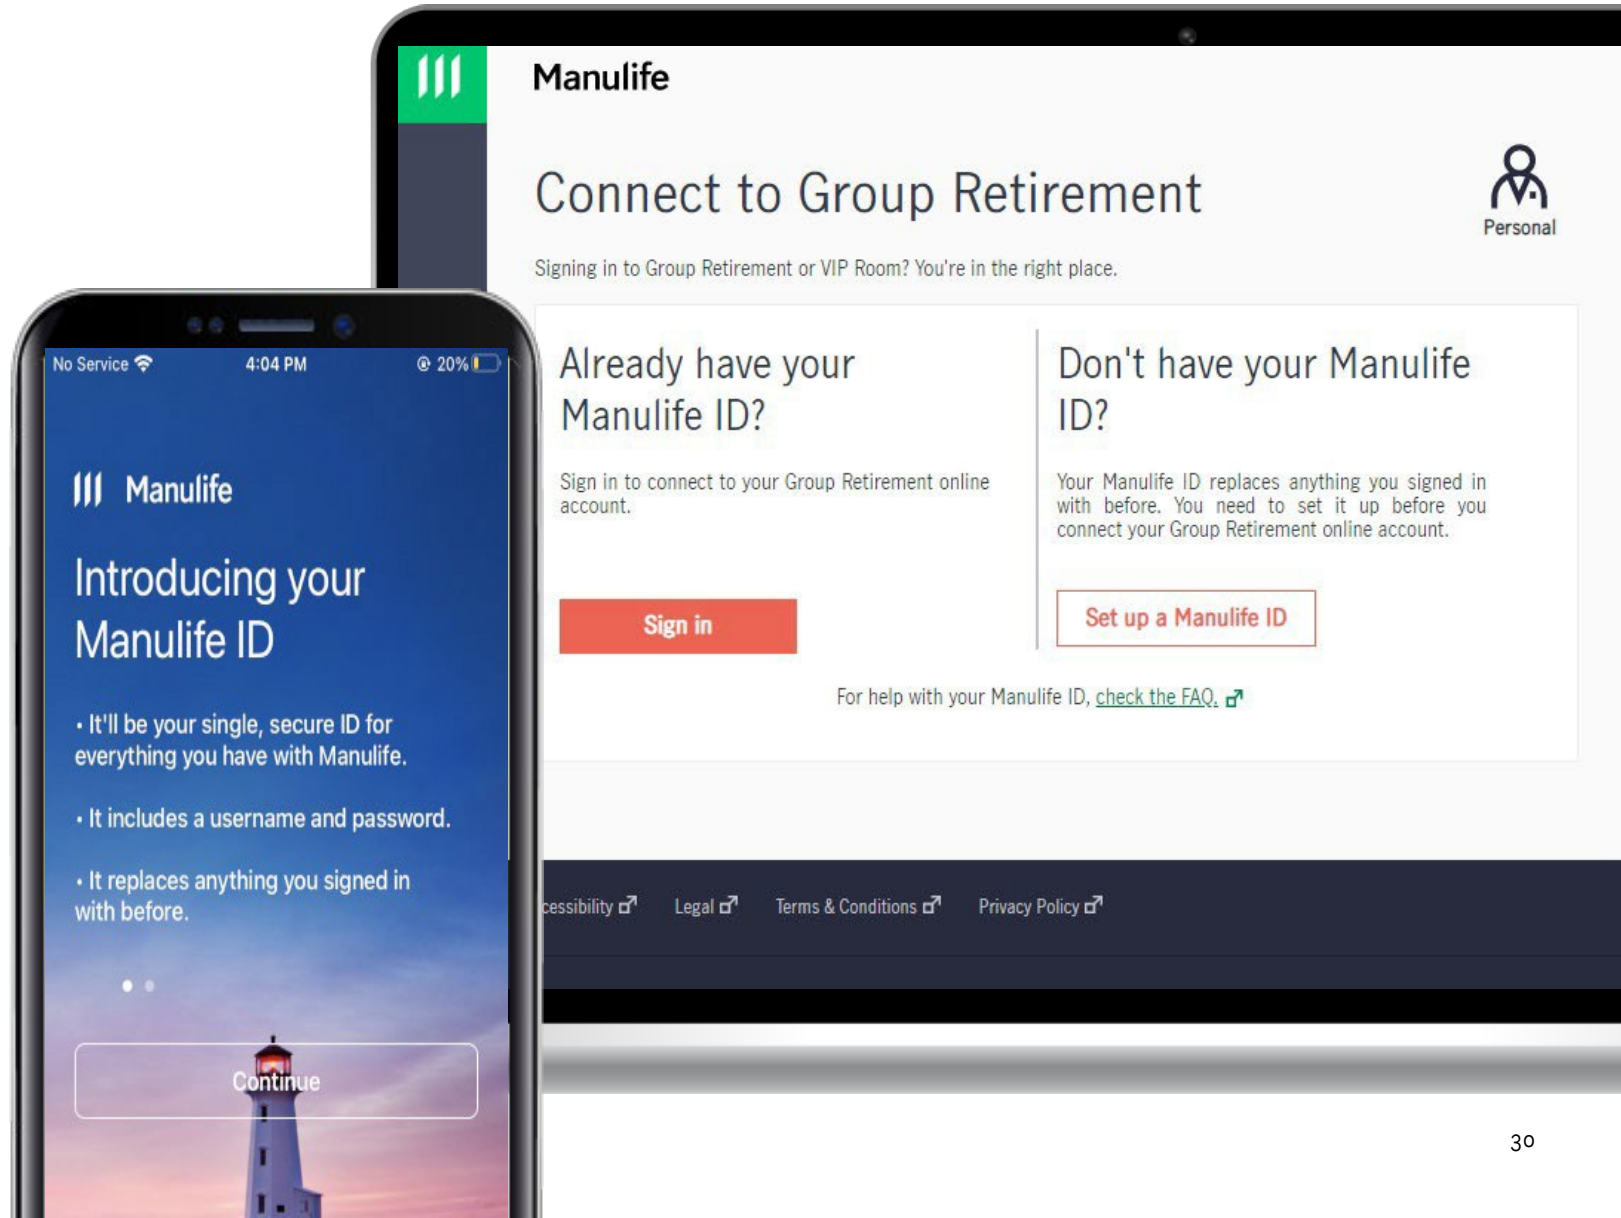 Manulife
Connect to Group Retirement
Personal
Signing in to Group Retirement or VIP Room? You're in the right place.
Already have your
Manulife ID?
Sign in to connect to your Group Retirement online
account.
Sign in
Don't have your Manulife
ID?
Your Manulife ID replaces anything you signed in
with before. You need to set it up before you
connect your Group Retirement online account.
Set up a Manulife ID
For help with your Manulife ID, check the FAQ.
cessibility Legal Terms & Conditions Privacy Policy
No Service 4:04 PM 20%
Manulife
Introducing your
Manulife ID
• It'll be your single, secure ID for
everything you have with Manulife.
• It includes a username and password.
• It replaces anything you signed in
with before.
Continue
30